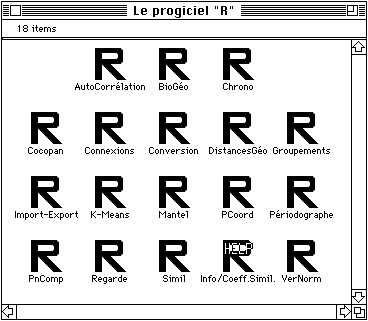 Le progiciel "R"
18 items
R R R
AutoCorrélation BioGéo Chrono
R R R R R
Cocopan Connexions Conversion DistancesGéo Groupements
R R R R R
Import-Export K-Means Mantel PCoord Périodographe
R R R R HELP R
PnComp Regarde Simil Info/Coeff.Simil. VerNorm